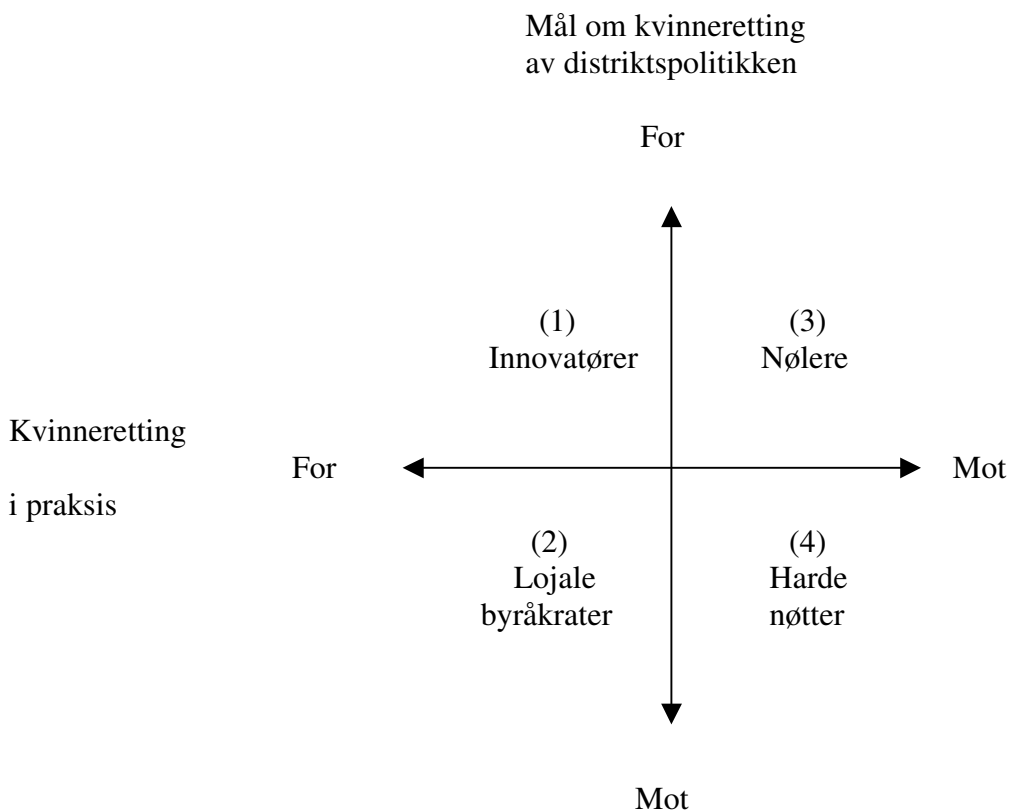 Mål om kvinneretting
av distriktspolitikken
For
(1)
Innovatører
(3)
Nølere
Kvinneretting
i praksis
For
Mot
(2)
Lojale
byråkrater
(4)
Harde
nøtter
Mot